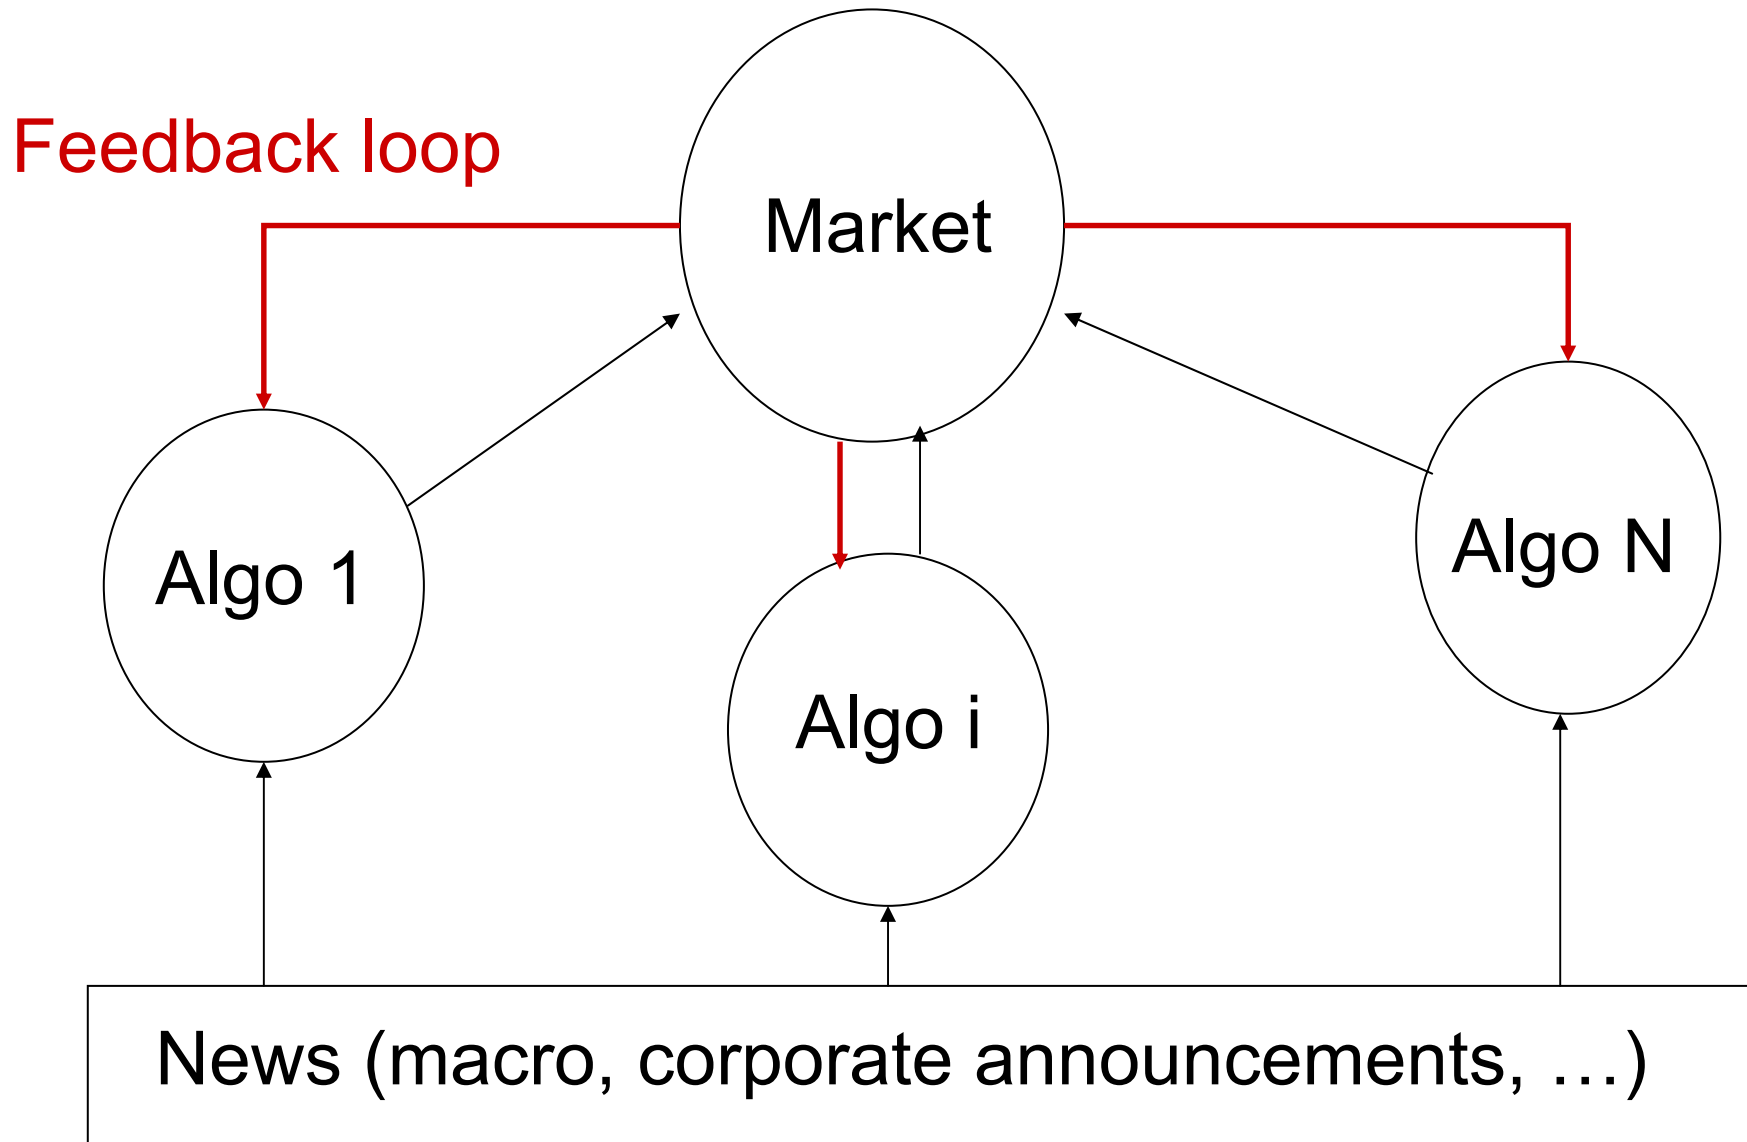 Feedback loop
Market
Algo 1
Algo i
Algo N
News (macro, corporate announcements, …)